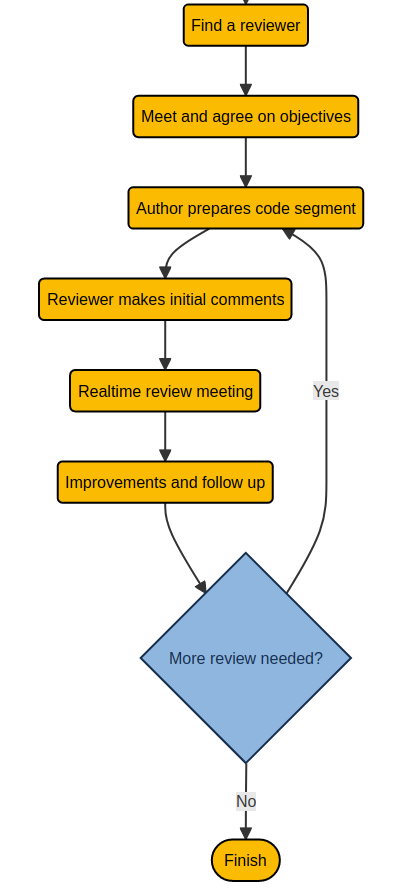 Find a reviewer
Meet and agree on objectives
Author prepares code segment
Reviewer makes initial comments
Realtime review meeting
Yes
Improvements and follow up
More review needed?
No
Finish